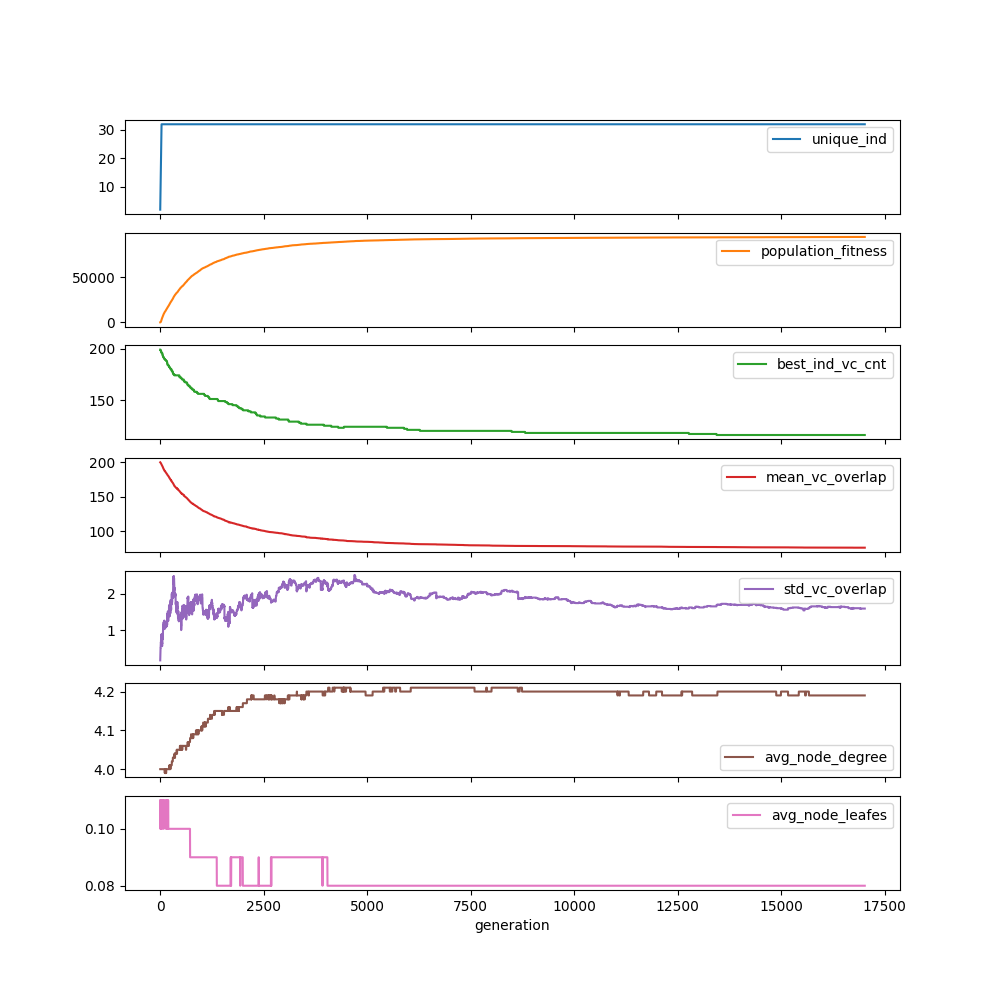 30
20
10
unique_ind
50000
0
population_fitness
200
150
best_ind_vc_cnt
200
150
100
mean_vc_overlap
2
1
std_vc_overlap
4.2
4.1
4.0
avg_node_degree
0.10
0.08
avg_node_leafes
0 2500 5000 7500 10000 12500 15000 17500
generation